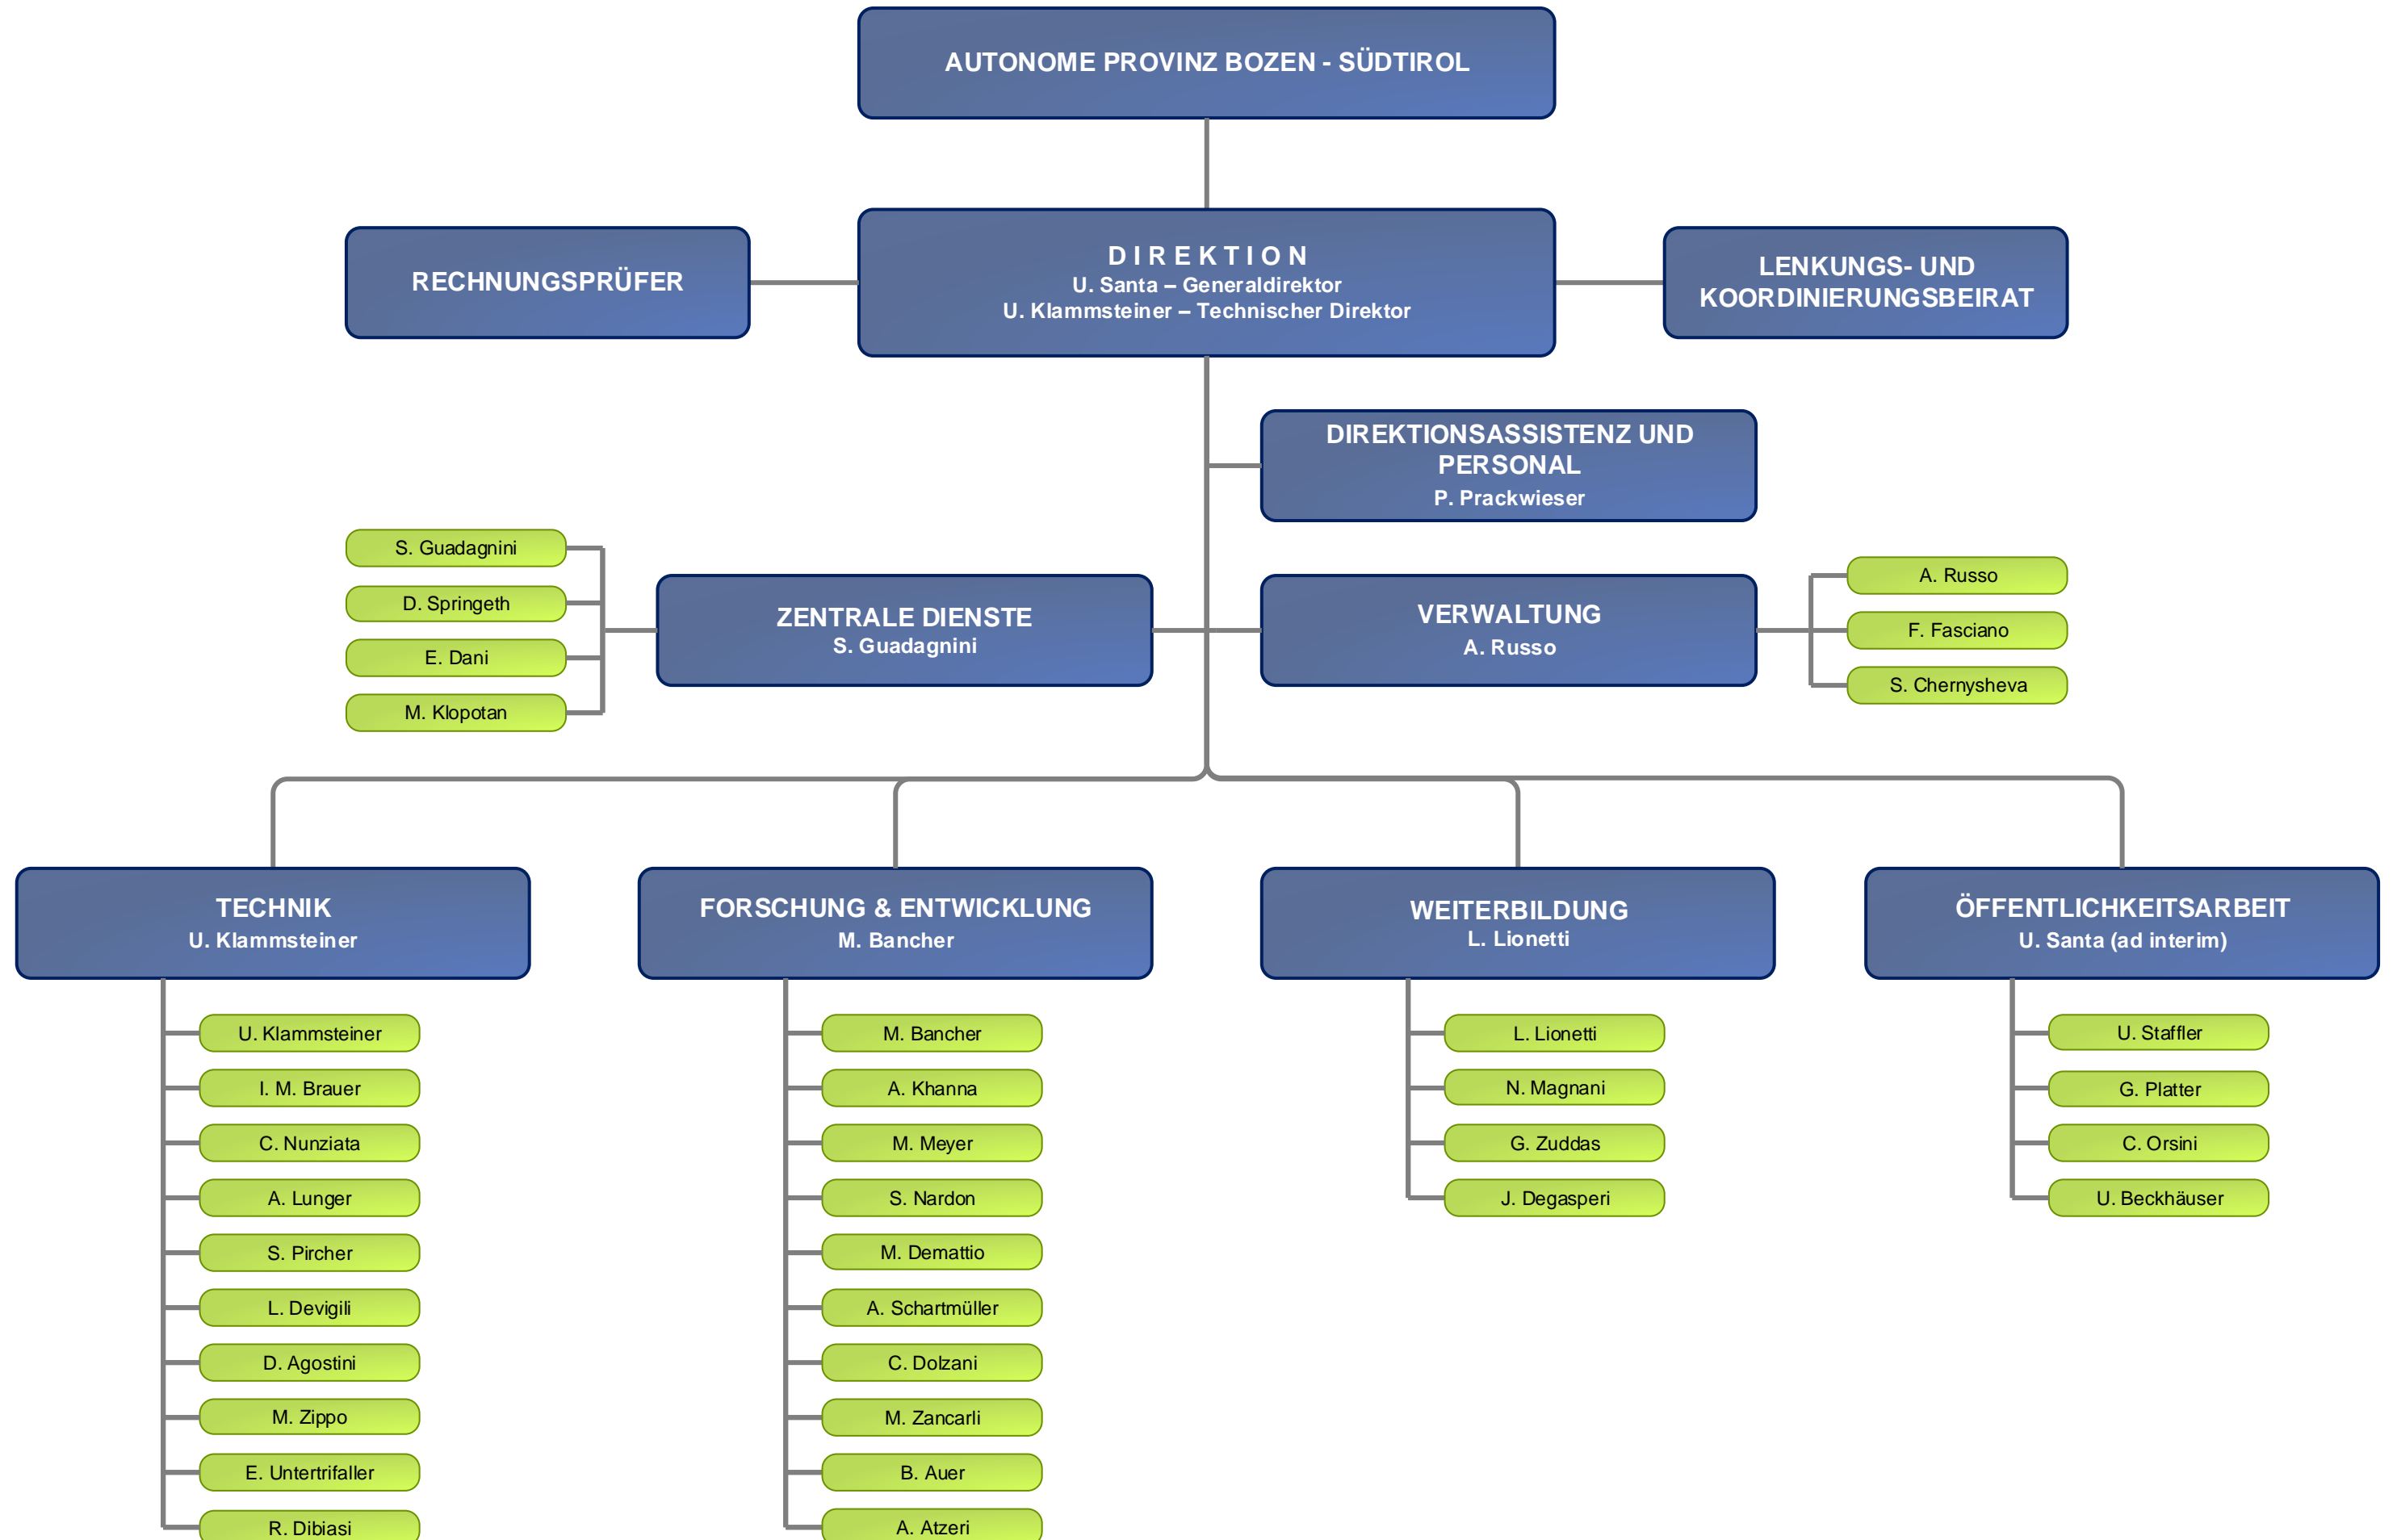 AUTONOME PROVINZ BOZEN - SÜDTIROL
RECHNUNGSPRÜFER
D I R E K T I O N
U. Santa – Generaldirektor
U. Klammsteiner – Technischer Direktor
LENKUNGS- UND
KOORDINIERUNGSBEIRAT
DIREKTIONSASSISTENZ UND
PERSONAL
P. Prackwieser
S. Guadagnini
D. Springeth
E. Dani
M. Klopotan
ZENTRALE DIENSTE
S. Guadagnini
VERWALTUNG
A. Russo
A. Russo
F. Fasciano
S. Chernysheva
TECHNIK
U. Klammsteiner
U. Klammsteiner
I. M. Brauer
C. Nunziata
A. Lunger
S. Pircher
L. Devigili
D. Agostini
M. Zippo
E. Untertrifaller
R. Dibiasi
FORSCHUNG & ENTWICKLUNG
M. Bancher
M. Bancher
A. Khanna
M. Meyer
S. Nardon
M. Demattio
A. Schartmüller
C. Dolzani
M. Zancarli
B. Auer
A. Atzeri
WEITERBILDUNG
L. Lionetti
L. Lionetti
N. Magnani
G. Zuddas
J. Degasperi
ÖFFENTLICHKEITSARBEIT
U. Santa (ad interim)
U. Staffler
G. Platter
C. Orsini
U. Beckhäuser